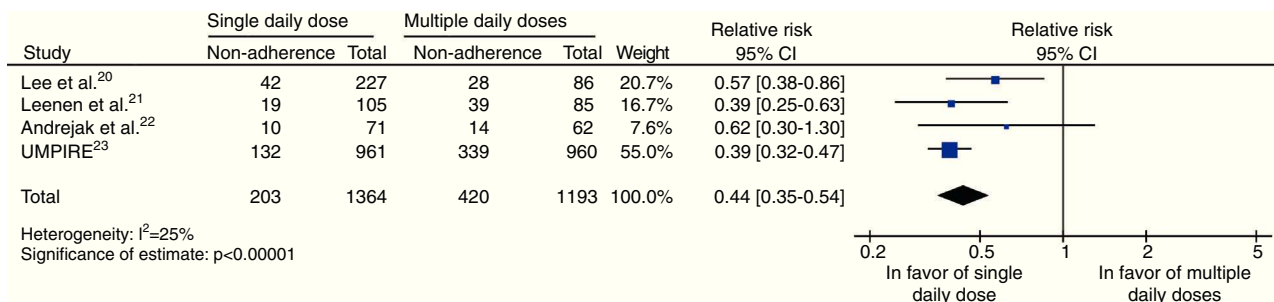 Single daily dose Multiple daily doses Relative risk Relative risk
Study Non-adherence Total Non-adherence Total Weight 95% CI 95% CI
Lee et al.20 42 227 28 86 20.7% 0.57 [0.38-0.86]
Leenen et al.21 19 105 39 85 16.7% 0.39 [0.25-0.63]
Andrejak et al.22 10 71 14 62 7.6% 0.62 [0.30-1.30]
UMPIRE23 132 961 339 960 55.0% 0.39 [0.32-0.47]
Total 203 1364 420 1193 100.0% 0.44 [0.35-0.54]
Heterogeneity: I2=25%
Significance of estimate: p<0.00001
0.2 0.5 1 2 5
In favor of single In favor of multiple
daily dose daily doses